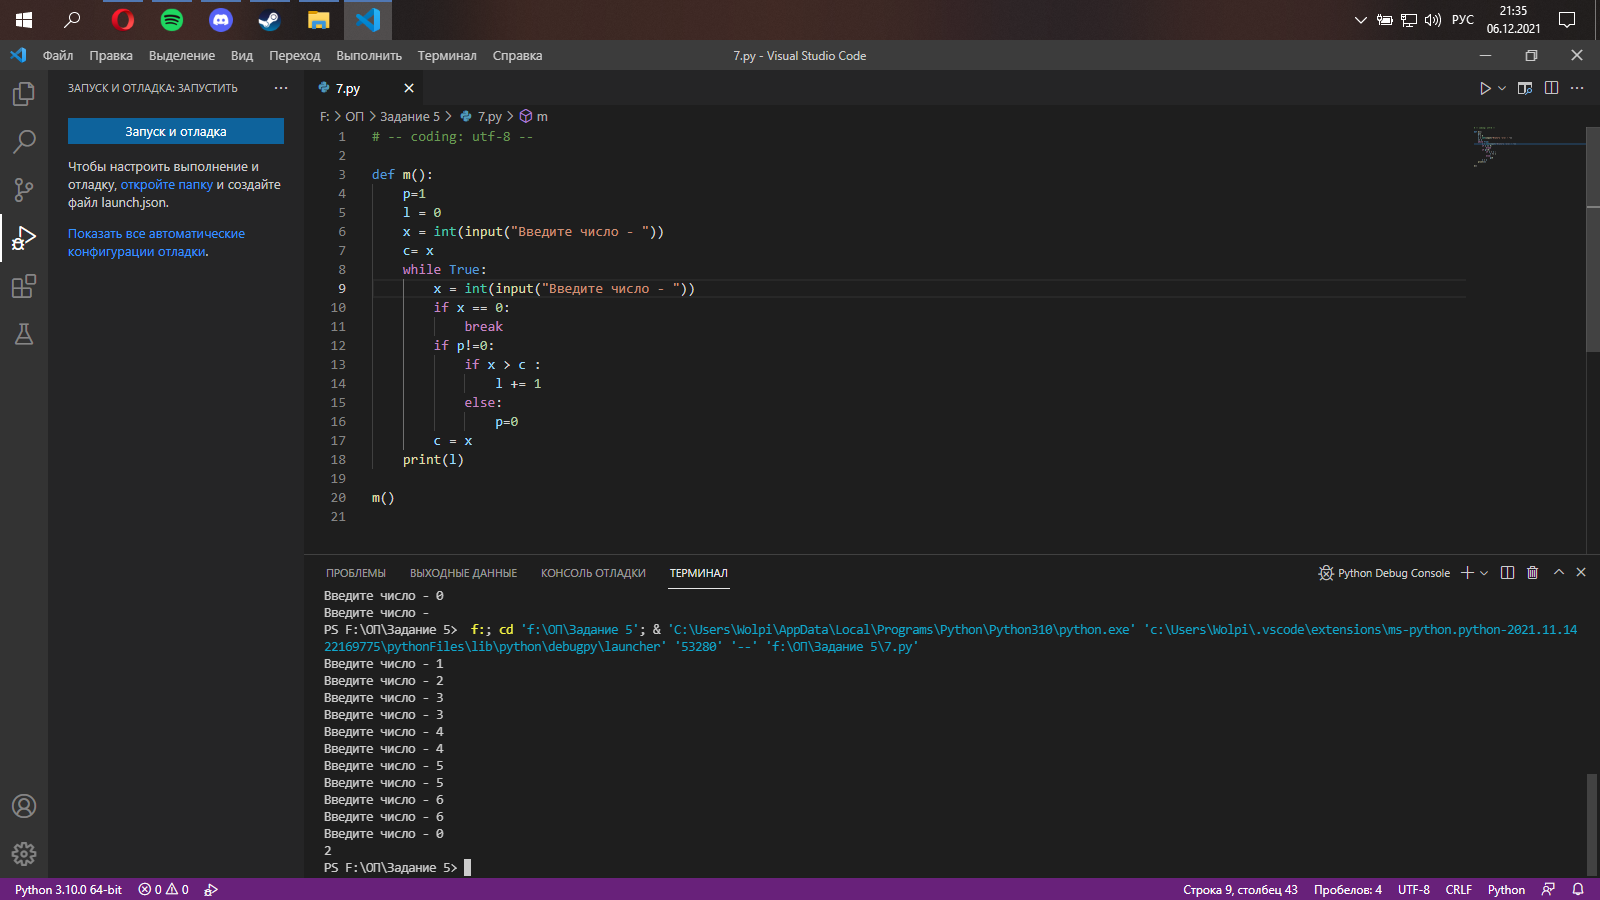 21:35
РУС
06.12.2021
Файл Правка Выделение Вид Переход Выполнить Терминал Справка
7.py - Visual Studio Code
ЗАПУСК И ОТЛАДКА: ЗАПУСТИТЬ
Запуск и отладка
Чтобы настроить выполнение и
отладку, откройте папку и создайте
файл launch.json.
Показать все автоматические
конфигурации отладки.
7.py
F: > ОП > Задание 5 > 7.py > m
1 # -- coding: utf-8 --
2
3 def m():
4 p=1
5 l = 0
6 x = int(input("Введите число - "))
7 c= x
8 while True:
9 x = int(input("Введите число - "))
10 if x == 0:
11 break
12 if p!=0:
13 if x > c :
14 l += 1
15 else:
16 p=0
17 c = x
18 print(l)
19
20 m()
21
ПРОБЛЕМЫ ВЫХОДНЫЕ ДАННЫЕ КОНСОЛЬ ОТЛАДКИ ТЕРМИНАЛ
Python Debug Console
Введите число - 0
Введите число -
PS F:\ОП\Задание 5> f:; cd 'f:\ОП\Задание 5'; & 'C:\Users\Wolpi\AppData\Local\Programs\Python\Python310\python.exe' 'c:\Users\Wolpi\.vscode\extensions\ms-python.python-2021.11.14
22169775\pythonFiles\lib\python\debugpy\launcher' '53280' '--' 'f:\ОП\Задание 5\7.py'
Введите число - 1
Введите число - 2
Введите число - 3
Введите число - 3
Введите число - 4
Введите число - 4
Введите число - 5
Введите число - 5
Введите число - 6
Введите число - 6
Введите число - 0
2
PS F:\ОП\Задание 5>
Python 3.10.0 64-bit 0 0
Строка 9, столбец 43 Пробелов: 4 UTF-8 CRLF Python